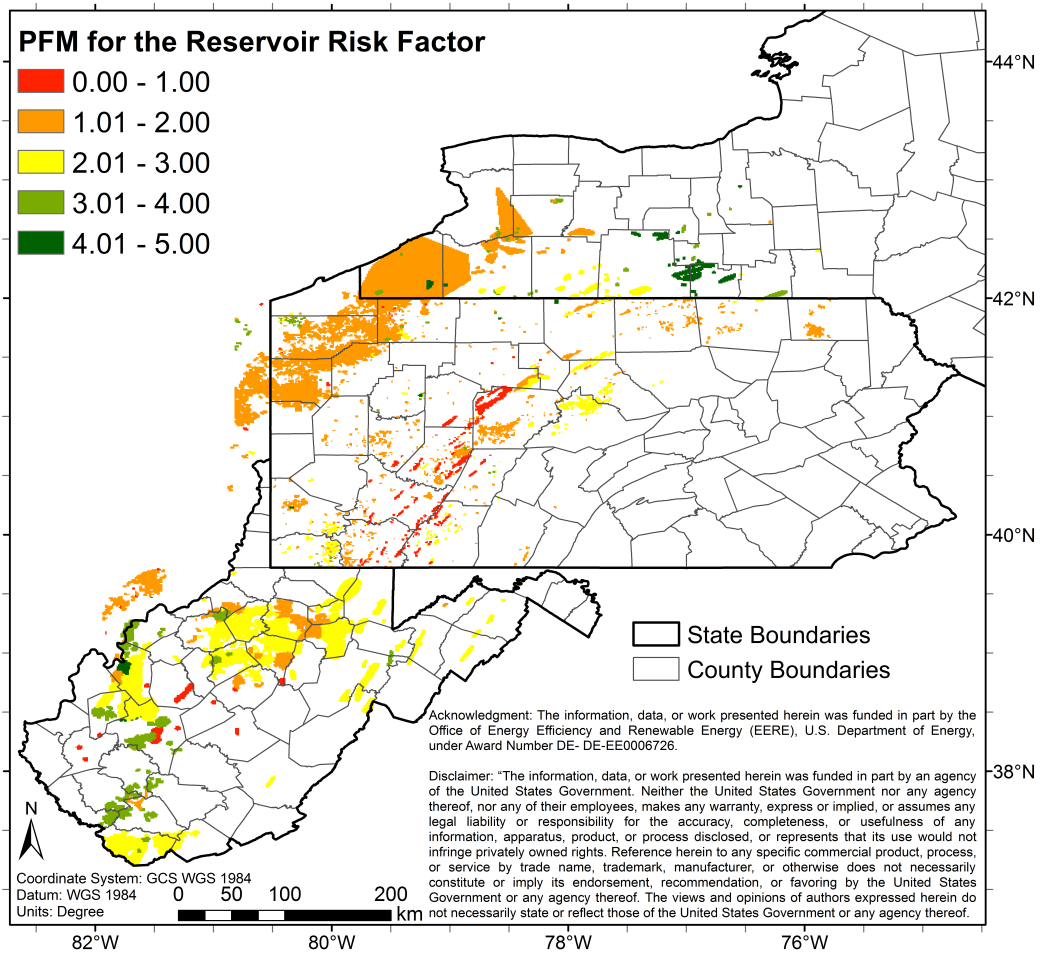 PFM for the Reservoir Risk Factor
0.00 - 1.00
1.01 - 2.00
2.01 - 3.00
3.01 - 4.00
4.01 - 5.00
44°N
42°N
40°N
38°N
State Boundaries
County Boundaries
Acknowledgment: The information, data, or work presented herein was funded in part by the
Office of Energy Efficiency and Renewable Energy (EERE), U.S. Department of Energy,
under Award Number DE- DE-EE0006726.
Disclaimer: “The information, data, or work presented herein was funded in part by an agency
of the United States Government. Neither the United States Government nor any agency
thereof, nor any of their employees, makes any warranty, express or implied, or assumes any
legal liability or responsibility for the accuracy, completeness, or usefulness of any
information, apparatus, product, or process disclosed, or represents that its use would not
infringe privately owned rights. Reference herein to any specific commercial product, process,
or service by trade name, trademark, manufacturer, or otherwise does not necessarily
constitute or imply its endorsement, recommendation, or favoring by the United States
Government or any agency thereof. The views and opinions of authors expressed herein do
not necessarily state or reflect those of the United States Government or any agency thereof.
N
Coordinate System: GCS WGS 1984
Datum: WGS 1984
Units: Degree
0 50 100 200
km
82°W 80°W 78°W 76°W